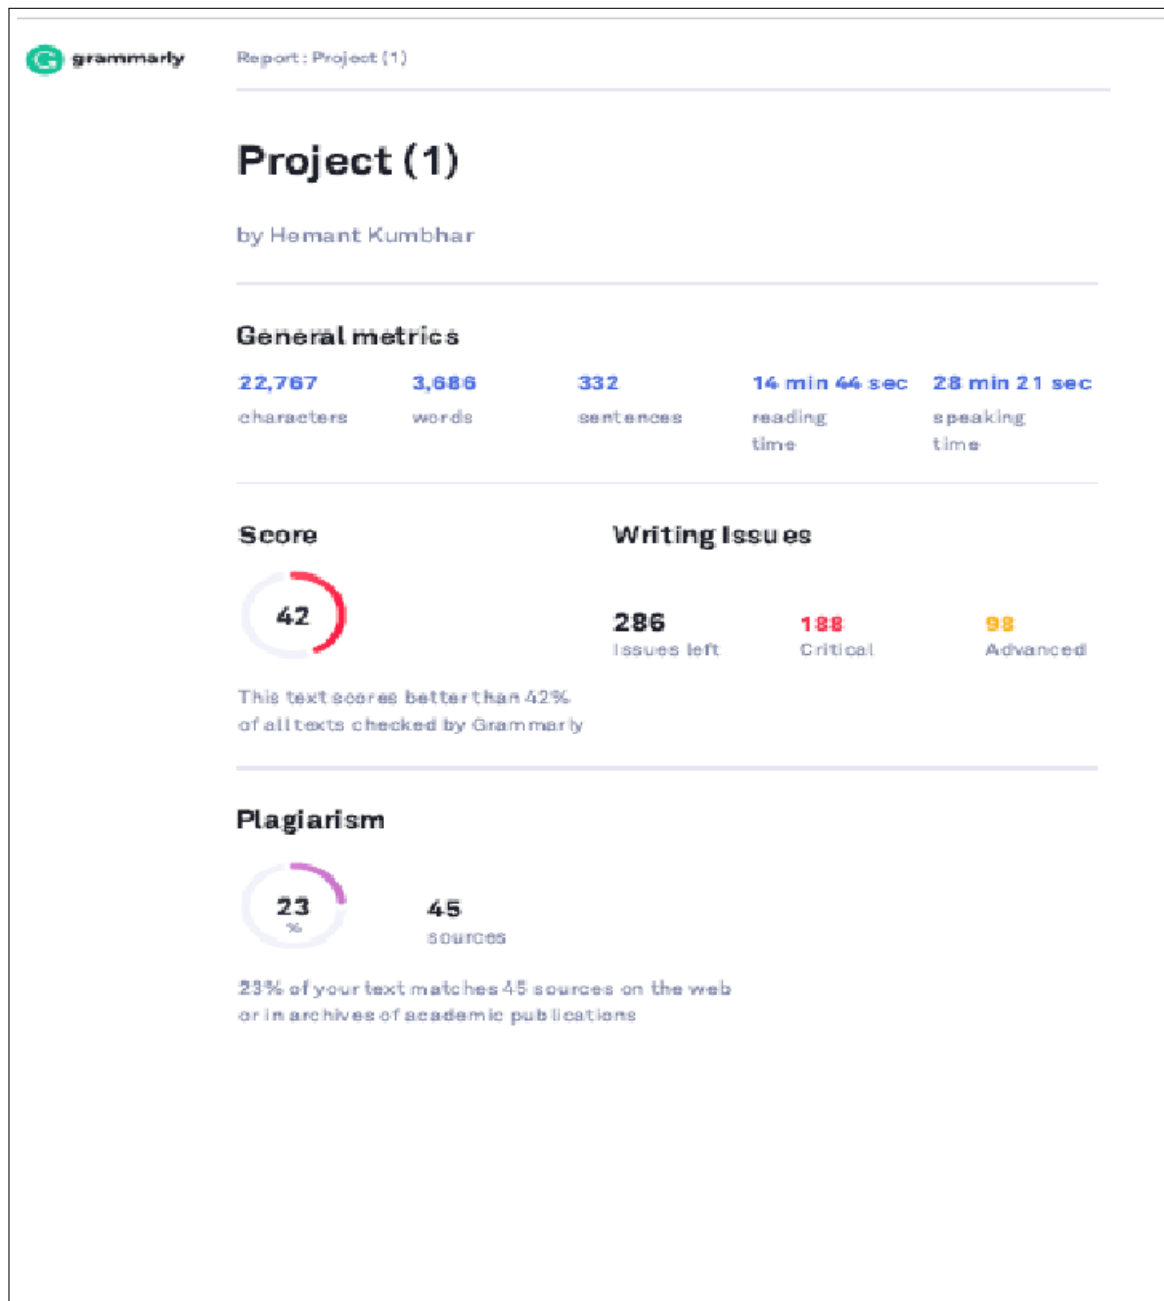 grammarly
Report: Project (1)
Project (1)
by Hemant Kumbhar
General metrics
22,767 3,686 332 14 min 44 sec 28 min 21 sec
characters words sentences reading speaking
time time
Score Writing Issues
42
286 188 98
Issues left Critical Advanced
This text scores better than 42%
of all texts checked by Grammarly
Plagiarism
23 45
% sources
23% of your text matches 45 sources on the web
or in archives of academic publications